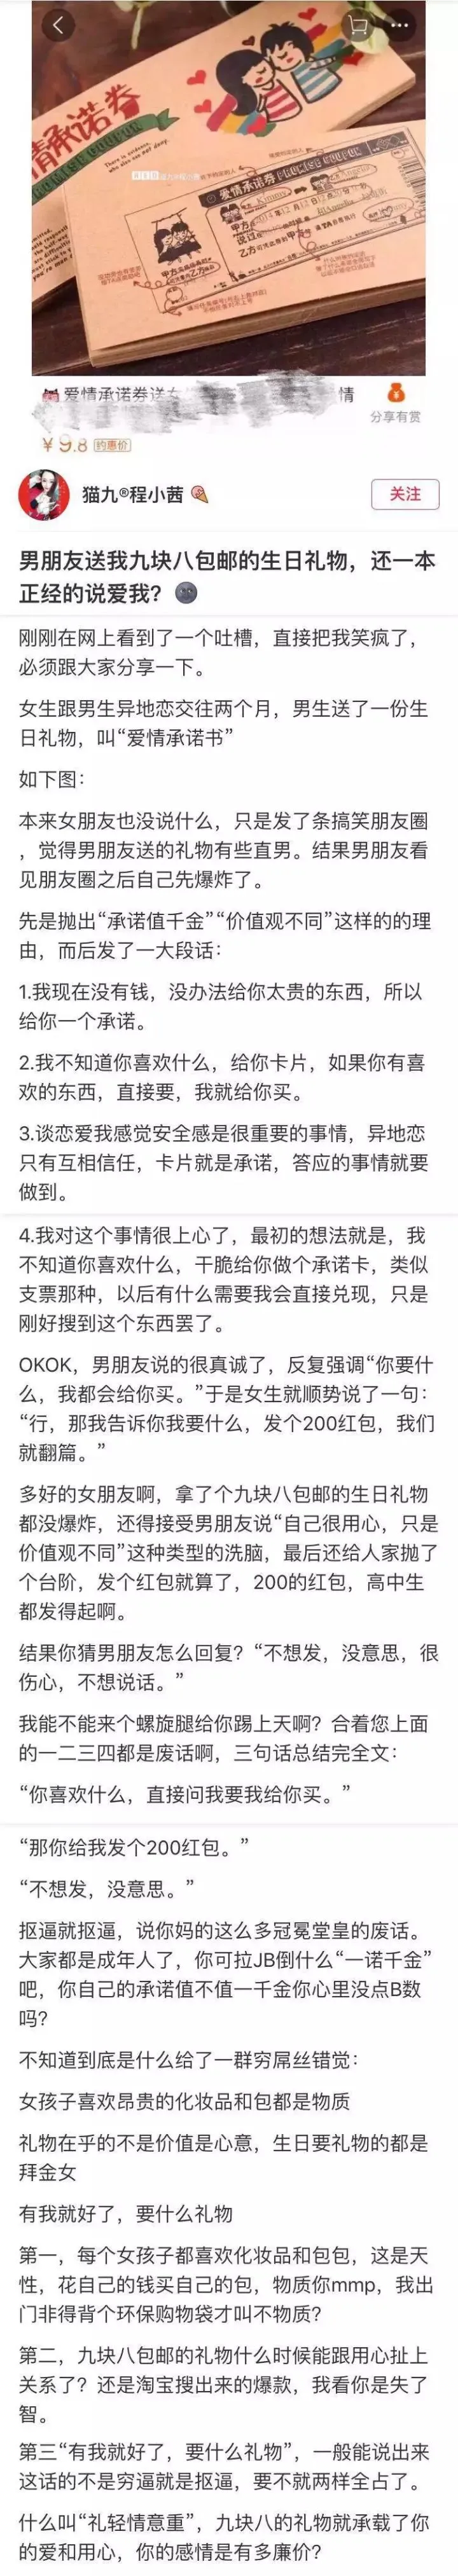 情承诺券
PROMISE COUPON
There is evidence,
who also can not deny.
爱情承诺券 PROMISE COUPON
甲方
说过
乙方
爱情承诺券送女
情
分享有赏
¥9.8 约惠价
猫九®程小茜
关注
男朋友送我九块八包邮的生日礼物，还一本
正经的说爱我？
刚刚在网上看到了一个吐槽，直接把我笑疯了，
必须跟大家分享一下。
女生跟男生异地恋交往两个月，男生送了一份生
日礼物，叫“爱情承诺书”
如下图：
本来女朋友也没说什么，只是发了条搞笑朋友圈
，觉得男朋友送的礼物有些直男。结果男朋友看
见朋友圈之后自己先爆炸了。
先是抛出“承诺值千金”“价值观不同”这样的的理
由，而后发了一大段话：
1.我现在没有钱，没办法给你太贵的东西，所以
给你一个承诺。
2.我不知道你喜欢什么，给你卡片，如果你有喜
欢的东西，直接要，我就给你买。
3.谈恋爱我感觉安全感是很重要的事情，异地恋
只有互相信任，卡片就是承诺，答应的事情就要
做到。
4.我对这个事情很上心了，最初的想法就是，我
不知道你喜欢什么，干脆给你做个承诺卡，类似
支票那种，以后有什么需要我会直接兑现，只是
刚好搜到这个东西罢了。
OKOK，男朋友说的很真诚了，反复强调“你要什
么，我都会给你买。”于是女生就顺势说了一句：
“行，那我告诉你我要什么，发个200红包，我们
就翻篇。”
多好的女朋友啊，拿了个九块八包邮的生日礼物
都没爆炸，还得接受男朋友说“自己很用心，只是
价值观不同”这种类型的洗脑，最后还给人家抛了
个台阶，发个红包就算了，200的红包，高中生
都发得起啊。
结果你猜男朋友怎么回复？“不想发，没意思，很
伤心，不想说话。”
我能不能来个螺旋腿给你踢上天啊？合着您上面
的一二三四都是废话啊，三句话总结完全文：
“你喜欢什么，直接问我要我给你买。”
“那你给我发个200红包。”
“不想发，没意思。”
抠逼就抠逼，说你妈的这么多冠冕堂皇的废话。
大家都是成年人了，你可拉JB倒什么“一诺千金”
吧，你自己的承诺值不值一千金你心里没点B数
吗？
不知道到底是什么给了一群穷屌丝错觉：
女孩子喜欢昂贵的化妆品和包都是物质
礼物在乎的不是价值是心意，生日要礼物的都是
拜金女
有我就好了，要什么礼物
第一，每个女孩子都喜欢化妆品和包包，这是天
性，花自己的钱买自己的包，物质你mmp，我出
门非得背个环保购物袋才叫不物质？
第二，九块八包邮的礼物什么时候能跟用心扯上
关系了？还是淘宝搜出来的爆款，我看你是失了
智。
第三“有我就好了，要什么礼物”，一般能说出来
这话的不是穷逼就是抠逼，要不就两样全占了。
什么叫“礼轻情意重”，九块八的礼物就承载了你
的爱和用心，你的感情是有多廉价？